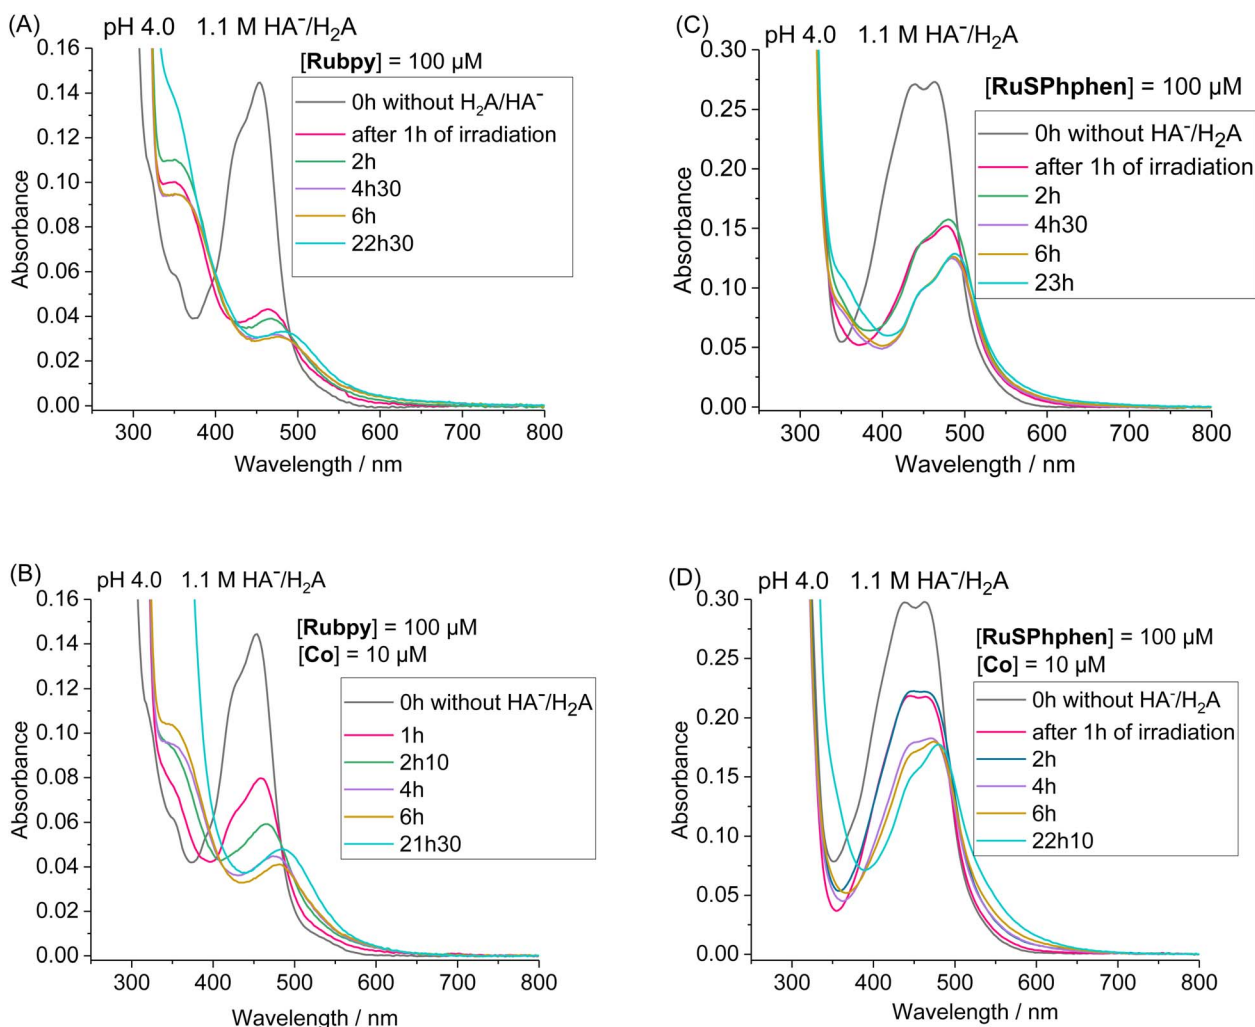 (A)
pH 4.0 1.1 M HA⁻/H₂A
[Rubpy] = 100 µM
0h without H₂A/HA⁻
after 1h of irradiation
2h
4h30
6h
22h30
0.16
0.14
0.12
0.10
0.08
0.06
0.04
0.02
0.00
Absorbance
300 400 500 600 700 800
Wavelength / nm
(C)
pH 4.0 1.1 M HA⁻/H₂A
[RuSPhphen] = 100 µM
0h without HA⁻/H₂A
after 1h of irradiation
2h
4h30
6h
23h
0.30
0.25
0.20
0.15
0.10
0.05
0.00
Absorbance
300 400 500 600 700 800
Wavelength / nm
(B)
pH 4.0 1.1 M HA⁻/H₂A
[Rubpy] = 100 µM
[Co] = 10 µM
0h without HA⁻/H₂A
1h
2h10
4h
6h
21h30
0.16
0.14
0.12
0.10
0.08
0.06
0.04
0.02
0.00
Absorbance
300 400 500 600 700 800
Wavelength / nm
(D)
pH 4.0 1.1 M HA⁻/H₂A
[RuSPhphen] = 100 µM
[Co] = 10 µM
0h without HA⁻/H₂A
after 1h of irradiation
2h
4h
6h
22h10
0.30
0.25
0.20
0.15
0.10
0.05
0.00
Absorbance
300 400 500 600 700 800
Wavelength / nm